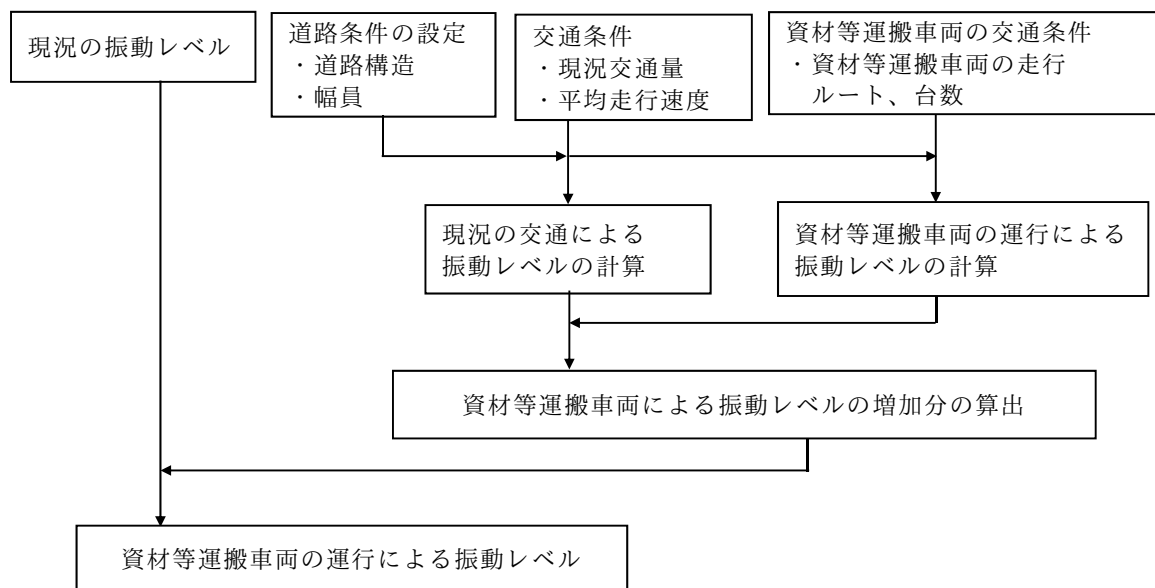 現況の振動レベル
道路条件の設定
・道路構造
・幅員
交通条件
・現況交通量
・平均走行速度
資材等運搬車両の交通条件
・資材等運搬車両の走行
ルート、台数
現況の交通による
振動レベルの計算
資材等運搬車両の運行による
振動レベルの計算
資材等運搬車両による振動レベルの増加分の算出
資材等運搬車両の運行による振動レベル